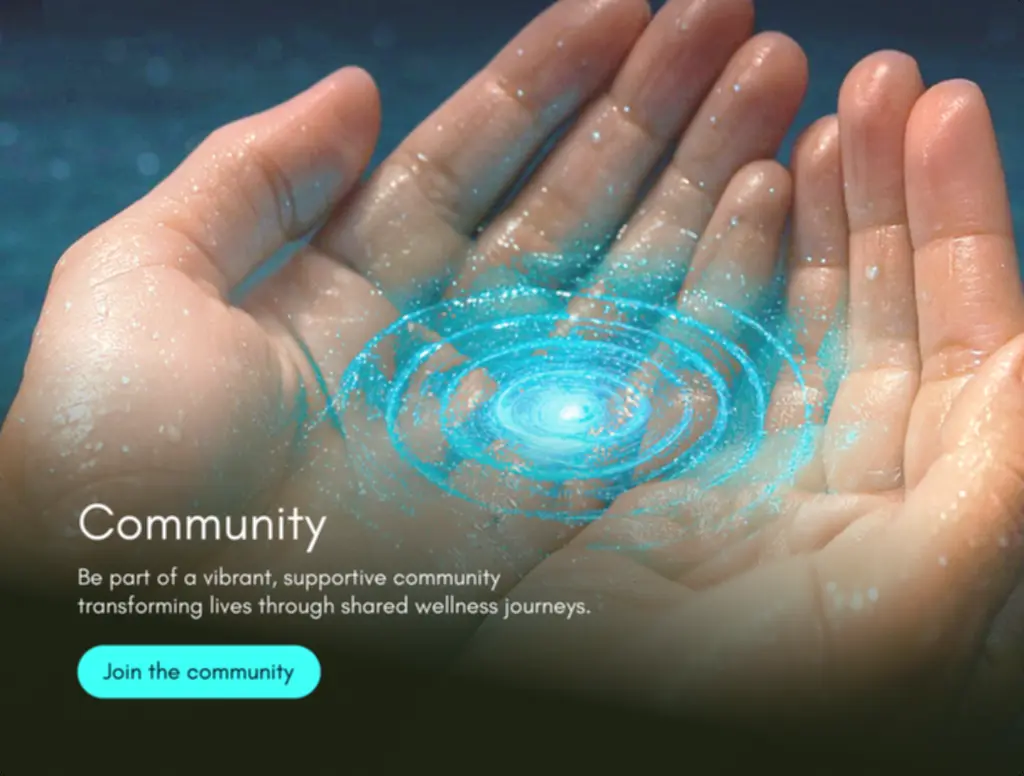 Community
Be part of a vibrant, supportive community
transforming lives through shared wellness journeys.
Join the community